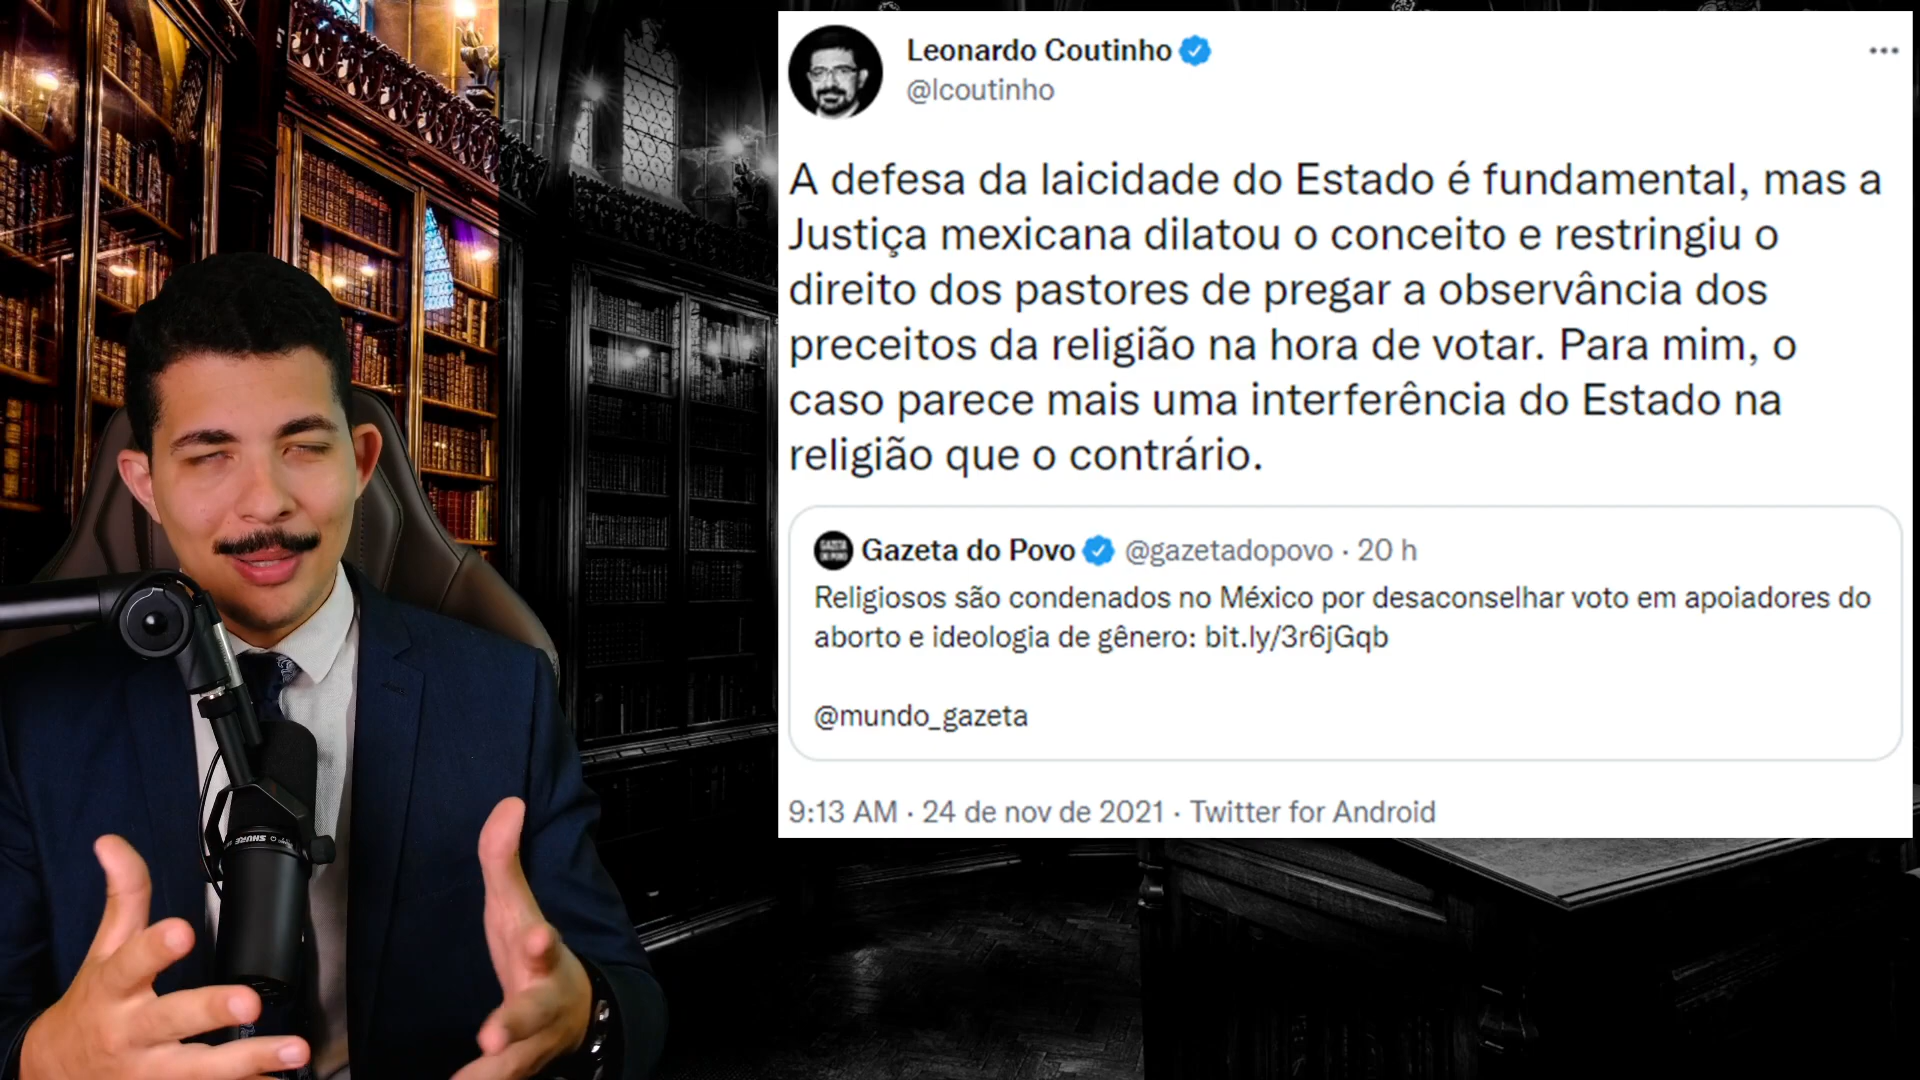 Leonardo Coutinho
@lcoutinho
A defesa da laicidade do Estado é fundamental, mas a
Justiça mexicana dilatou o conceito e restringiu o
direito dos pastores de pregar a observância dos
preceitos da religião na hora de votar. Para mim, o
caso parece mais uma interferência do Estado na
religião que o contrário.
GAZETA DO POVO
Gazeta do Povo @gazetadopovo · 20 h
Religiosos são condenados no México por desaconselhar voto em apoiadores do
aborto e ideologia de gênero: bit.ly/3r6jGqb
@mundo_gazeta
9:13 AM · 24 de nov de 2021 · Twitter for Android
SHURE